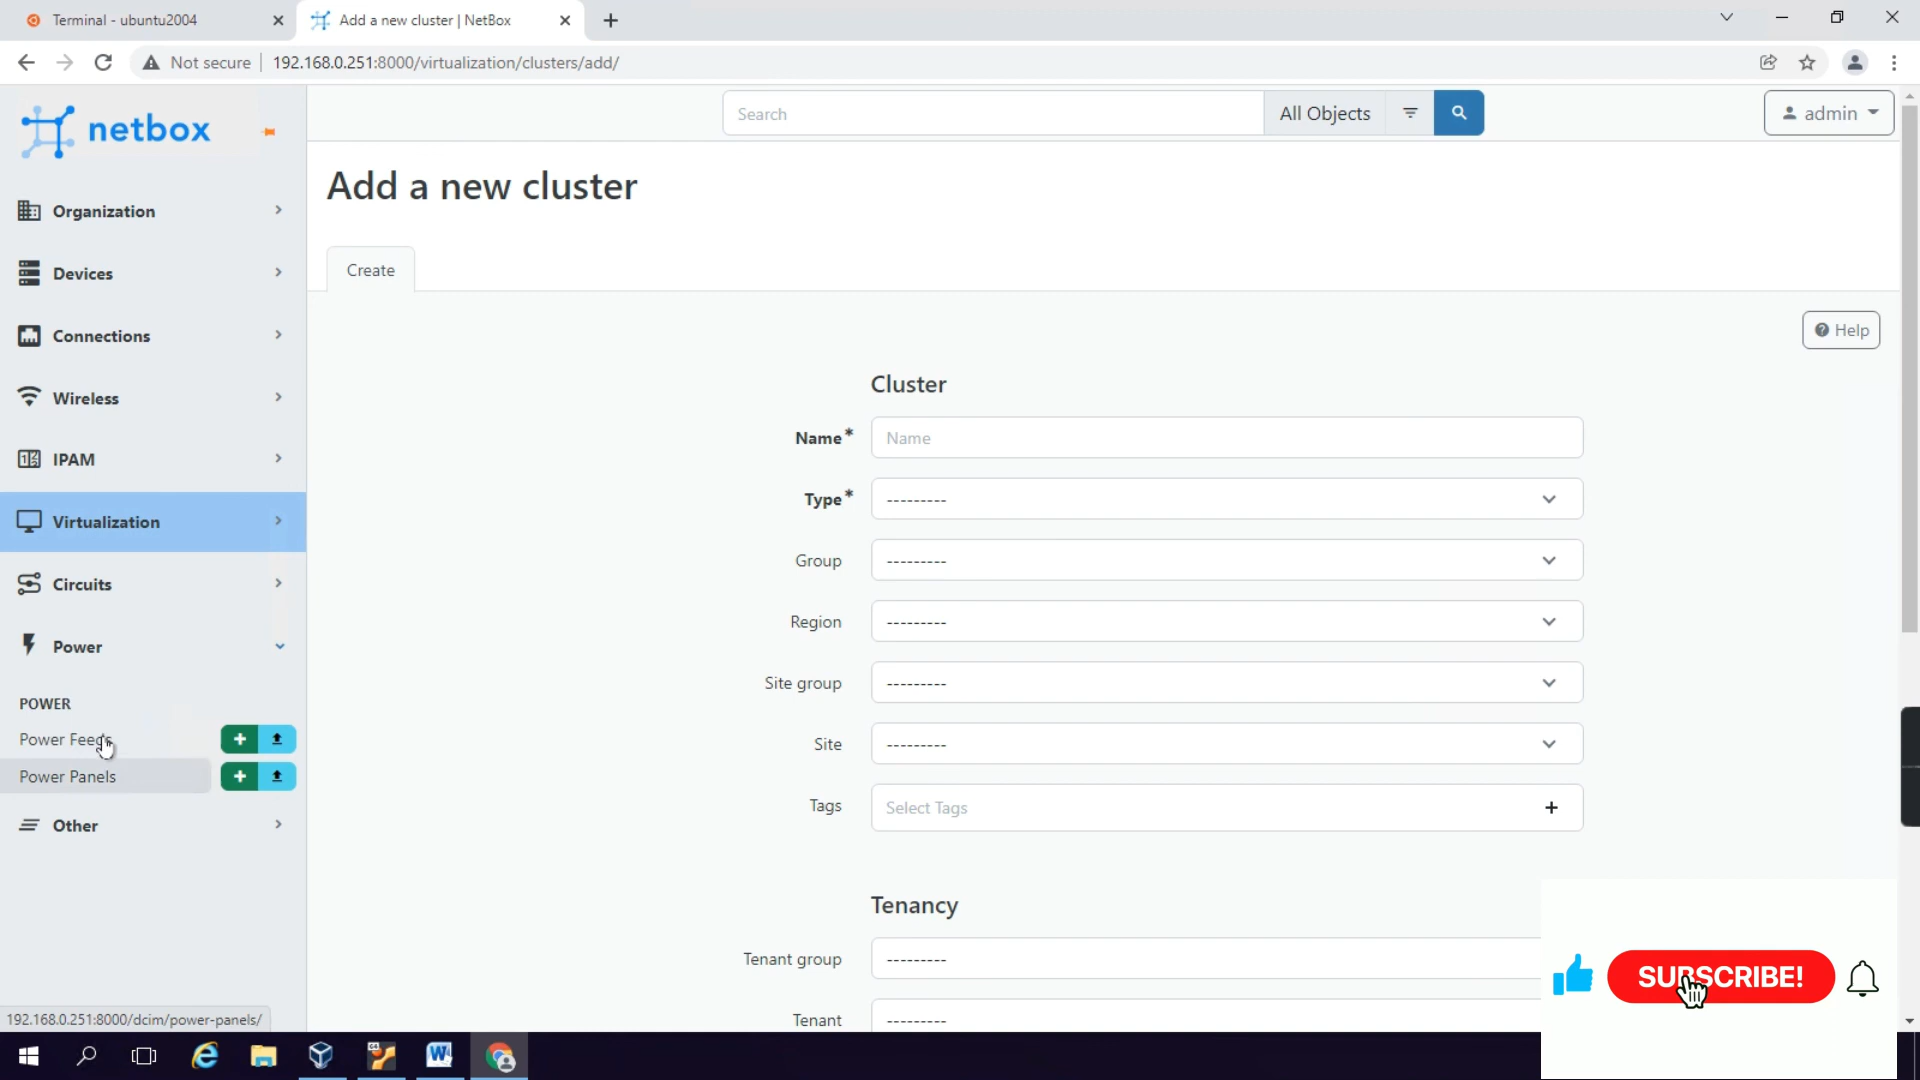 Terminal - ubuntu2004
Add a new cluster | NetBox
Not secure
192.168.0.251:8000/virtualization/clusters/add/
netbox
Search
All Objects
admin
Add a new cluster
Organization
Create
Devices
Help
Connections
Cluster
Wireless
Name*
Name
IPAM
Type*
---------
Virtualization
Group
---------
Circuits
Region
---------
Power
Site group
---------
POWER
Power Feeds
Site
---------
Power Panels
Tags
Select Tags
Other
Tenancy
Tenant group
---------
SUBSCRIBE!
192.168.0.251:8000/dcim/power-panels/
Tenant
---------